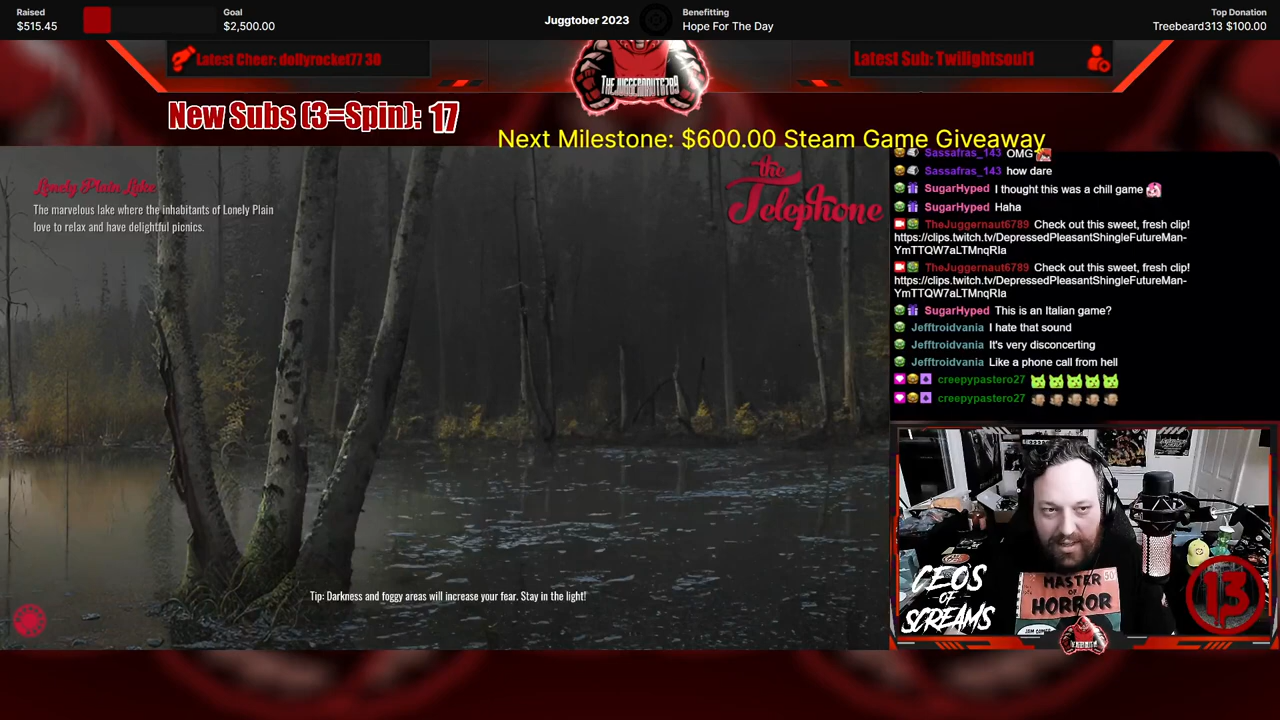 Raised
$515.45
Goal
$2,500.00
Juggtober 2023
Benefitting
Hope For The Day
Top Donation
Treebeard313 $100.00
Latest Cheer: dollyrocket77 30
TheJuggernaut6789
Latest Sub: Twilightsoul1
New Subs (3=Spin): 17
Next Milestone: $600.00 Steam Game Giveaway
Lonely Plain Lake
The marvelous lake where the inhabitants of Lonely Plain
love to relax and have delightful picnics.
the
Telephone
Tip: Darkness and foggy areas will increase your fear. Stay in the light!
Sassafras_143 OMG
Sassafras_143 how dare
SugarHyped I thought this was a chill game
SugarHyped Haha
TheJuggernaut6789 Check out this sweet, fresh clip!
https://clips.twitch.tv/DepressedPleasantShingleFutureMan-
YmTTQW7aLTMnqRIa
TheJuggernaut6789 Check out this sweet, fresh clip!
https://clips.twitch.tv/DepressedPleasantShingleFutureMan-
YmTTQW7aLTMnqRIa
SugarHyped This is an Italian game?
Jefftroidvania I hate that sound
Jefftroidvania It's very disconcerting
Jefftroidvania Like a phone call from hell
creepypastero27
creepypastero27
CEOS
OF
SCREAMS
MASTER
OF
HORROR
13